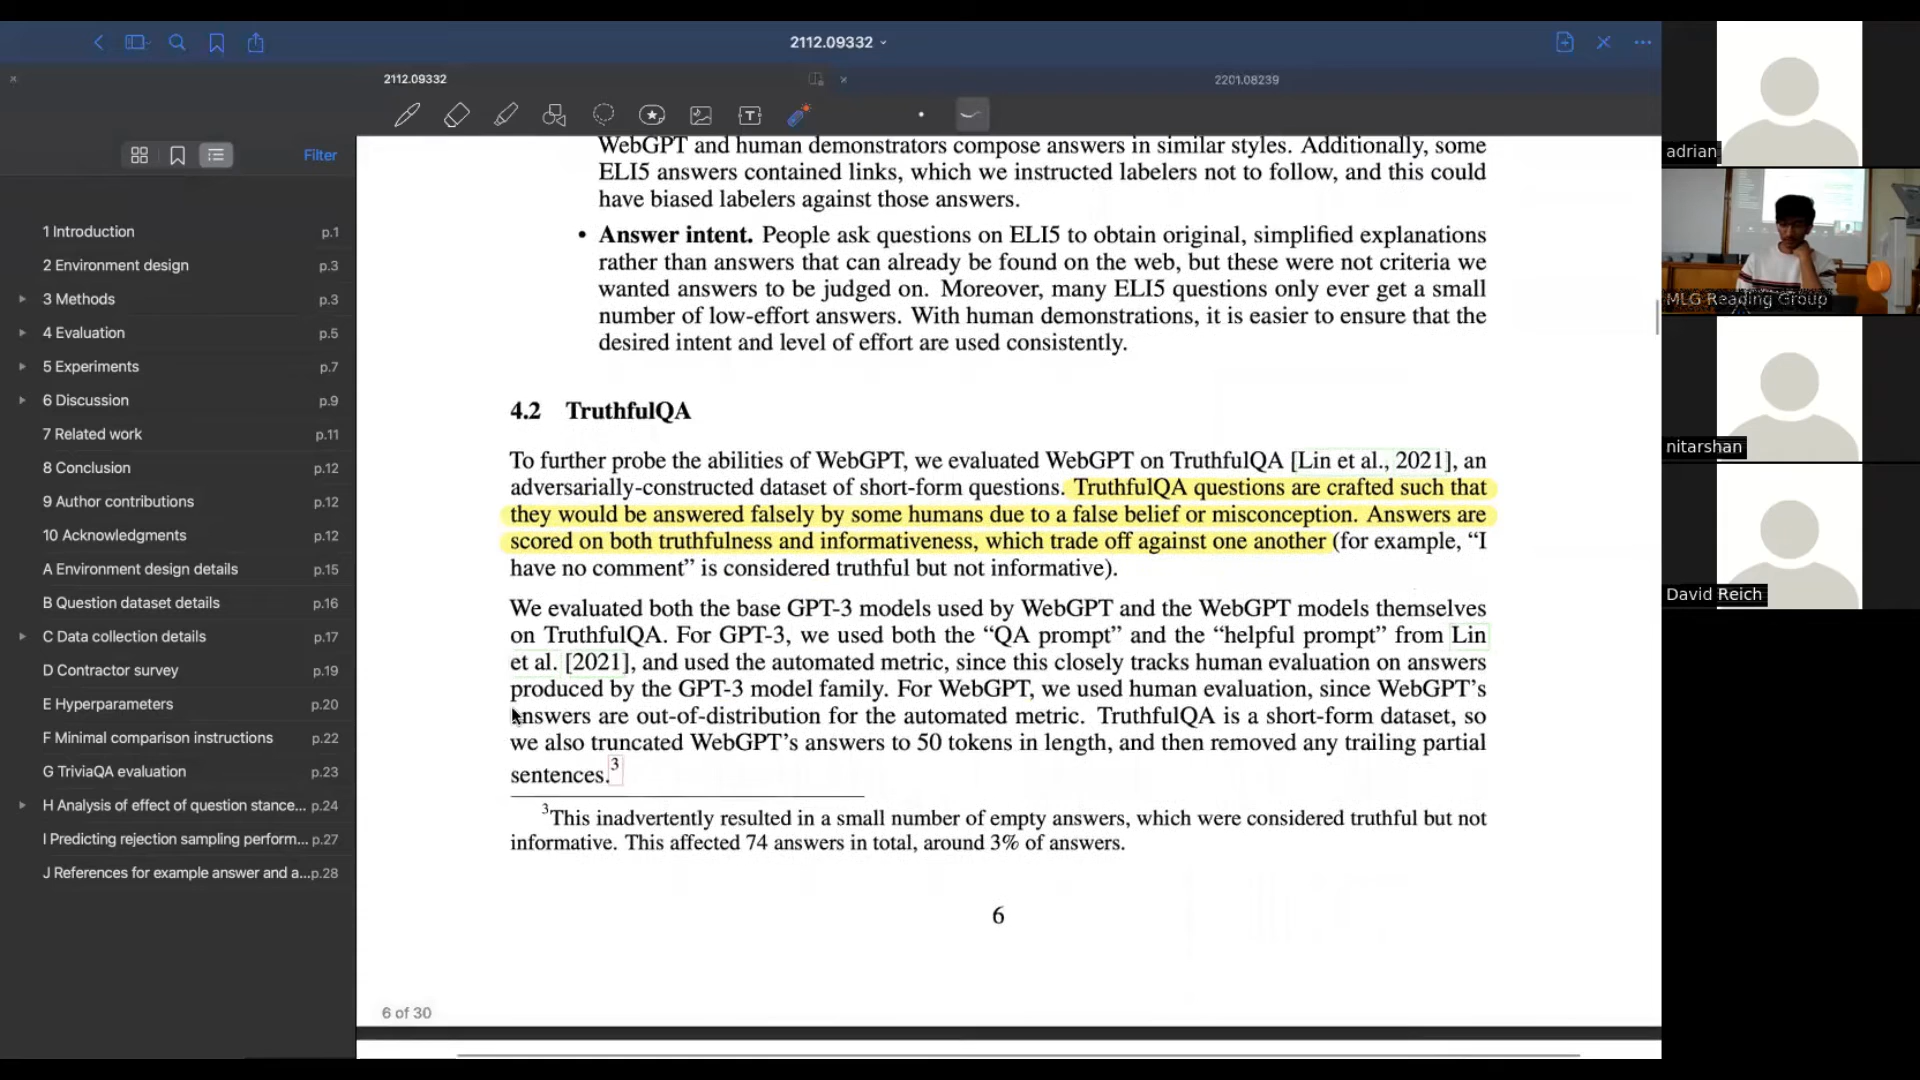 2112.09332
2112.09332
2201.08239
Filter
1 Introduction p.1
2 Environment design p.3
3 Methods p.3
4 Evaluation p.5
5 Experiments p.7
6 Discussion p.9
7 Related work p.11
8 Conclusion p.12
9 Author contributions p.12
10 Acknowledgments p.12
A Environment design details p.15
B Question dataset details p.16
C Data collection details p.17
D Contractor survey p.19
E Hyperparameters p.20
F Minimal comparison instructions p.22
G TriviaQA evaluation p.23
H Analysis of effect of question stance... p.24
I Predicting rejection sampling perform... p.27
J References for example answer and a...p.28
WebGPT and human demonstrators compose answers in similar styles. Additionally, some
ELI5 answers contained links, which we instructed labelers not to follow, and this could
have biased labelers against those answers.
• Answer intent. People ask questions on ELI5 to obtain original, simplified explanations
rather than answers that can already be found on the web, but these were not criteria we
wanted answers to be judged on. Moreover, many ELI5 questions only ever get a small
number of low-effort answers. With human demonstrations, it is easier to ensure that the
desired intent and level of effort are used consistently.
4.2 TruthfulQA
To further probe the abilities of WebGPT, we evaluated WebGPT on TruthfulQA [Lin et al., 2021], an
adversarially-constructed dataset of short-form questions. TruthfulQA questions are crafted such that
they would be answered falsely by some humans due to a false belief or misconception. Answers are
scored on both truthfulness and informativeness, which trade off against one another (for example, “I
have no comment” is considered truthful but not informative).
We evaluated both the base GPT-3 models used by WebGPT and the WebGPT models themselves
on TruthfulQA. For GPT-3, we used both the “QA prompt” and the “helpful prompt” from Lin
et al. [2021], and used the automated metric, since this closely tracks human evaluation on answers
produced by the GPT-3 model family. For WebGPT, we used human evaluation, since WebGPT’s
answers are out-of-distribution for the automated metric. TruthfulQA is a short-form dataset, so
we also truncated WebGPT’s answers to 50 tokens in length, and then removed any trailing partial
sentences.3
3This inadvertently resulted in a small number of empty answers, which were considered truthful but not
informative. This affected 74 answers in total, around 3% of answers.
6
6 of 30
adrian
MLG Reading Group
nitarshan
David Reich